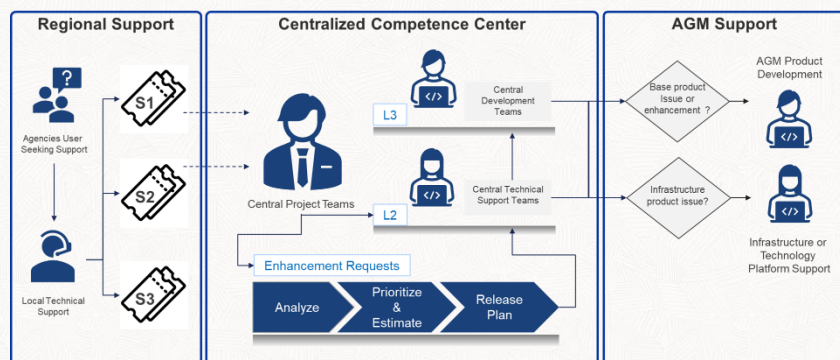 Regional Support
Agencies User
Seeking Support
Local Technical
Support
S1
S2
S3
Centralized Competence Center
Central Project Teams
L3
Central
Development
Teams
L2
Central Technical
Support Teams
Enhancement Requests
Analyze
Prioritize
&
Estimate
Release
Plan
AGM Support
Base product
Issue or
enhancement ?
AGM Product
Development
Infrastructure
product issue?
Infrastructure or
Technology
Platform Support